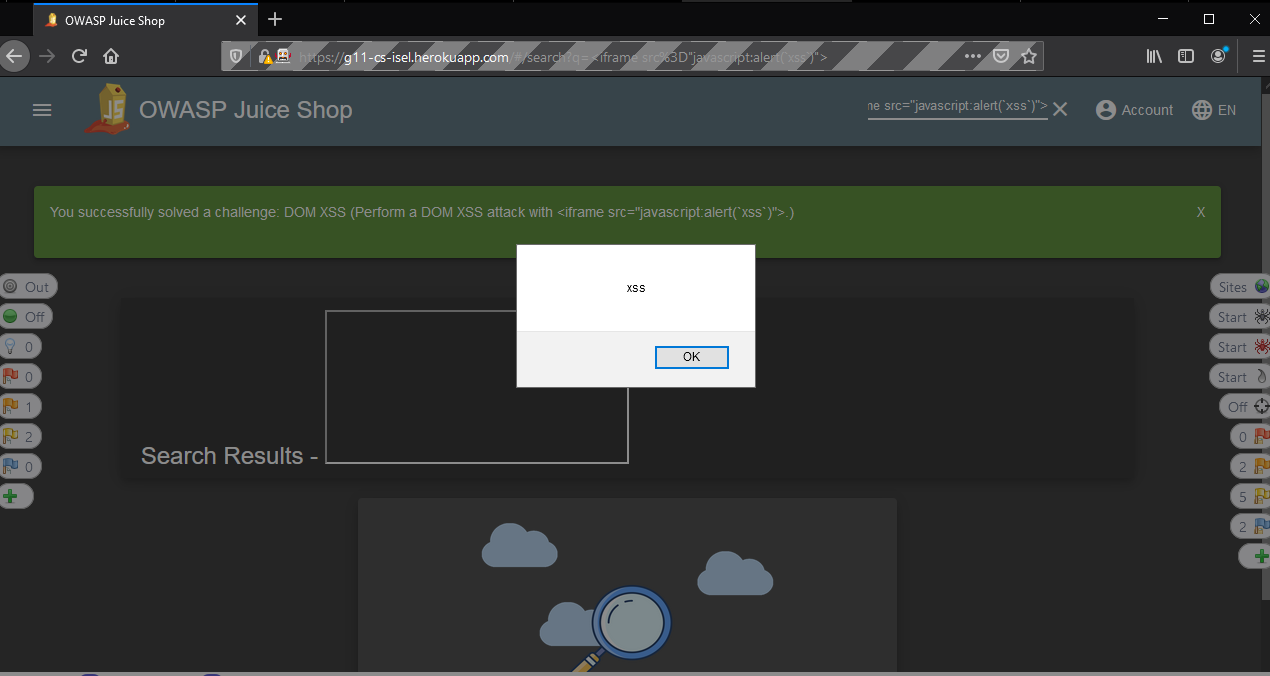 OWASP Juice Shop
https://g11-cs-isel.herokuapp.com/#/search?q=<iframe src%3D"javascript:alert(`xss`)">
JS
OWASP Juice Shop
ne src="javascript:alert(`xss`)">
Account
EN
You successfully solved a challenge: DOM XSS (Perform a DOM XSS attack with <iframe src="javascript:alert(`xss`)">.)
X
xss
OK
Out
Off
0
0
1
2
0
Sites
Start
Start
Start
Off
0
2
5
2
Search Results -